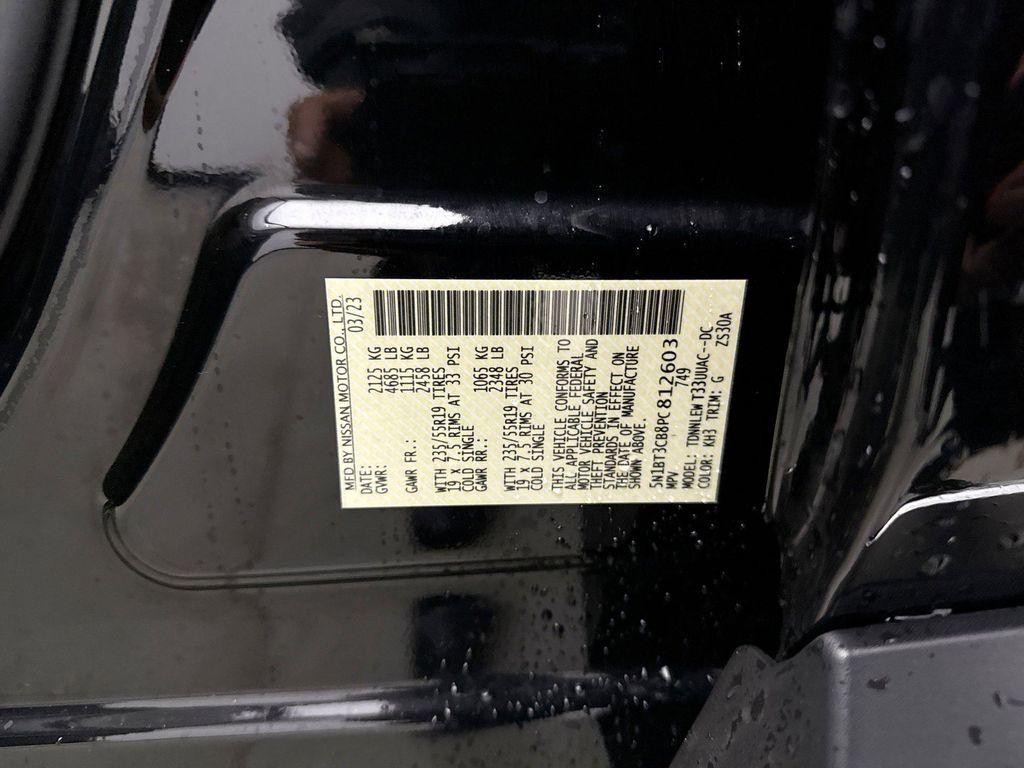 MFD BY NISSAN MOTOR CO., LTD.
DATE: 03/23
GVWR: 2125 KG
4685 LB
GAWR FR.: 1115 KG
2458 LB
WITH 235/55R19 TIRES
19 X 7.5 RIMS AT 33 PSI
COLD SINGLE
GAWR RR.: 1065 KG
2348 LB
WITH 235/55R19 TIRES
19 X 7.5 RIMS AT 30 PSI
COLD SINGLE
THIS VEHICLE CONFORMS TO
ALL APPLICABLE FEDERAL
MOTOR VEHICLE SAFETY AND
THEFT PREVENTION
STANDARDS IN EFFECT ON
THE DATE OF MANUFACTURE
SHOWN ABOVE.
5N1BT3CB8PC812603
MPV 749
MODEL: TDNNLEW T33UUAC--DC
COLOR: KH3 TRIM: G ZS30A